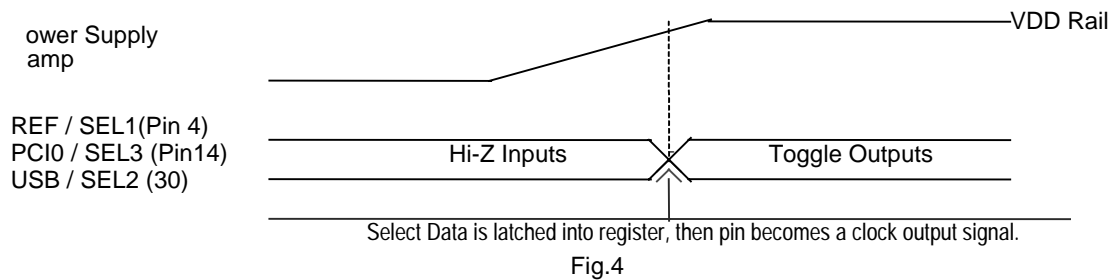 VDD Rail
ower Supply
amp
REF / SEL1(Pin 4)
PCI0 / SEL3 (Pin14)
USB / SEL2 (30)
Hi-Z Inputs
Toggle Outputs
Select Data is latched into register, then pin becomes a clock output signal.
Fig.4